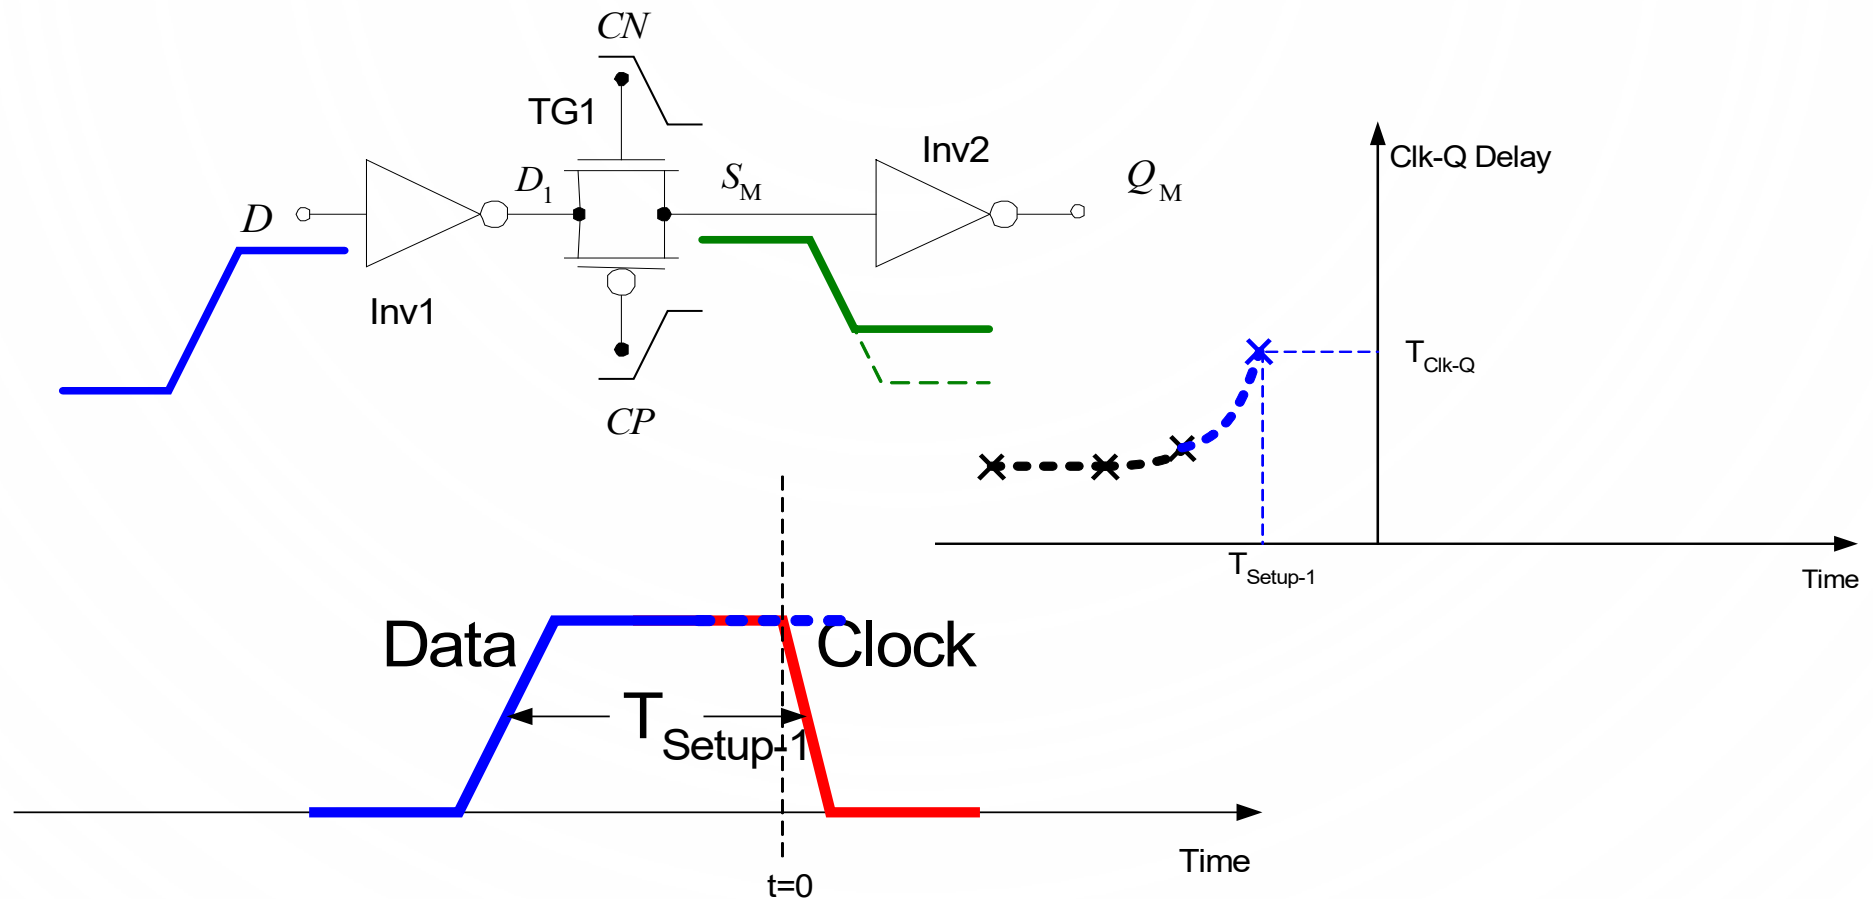 CN
TG1
Inv2
Clk-Q Delay
D
D1
SM
QM
Inv1
TClk-Q
CP
TSetup-1
Time
Data
Clock
TSetup-1
Time
t=0